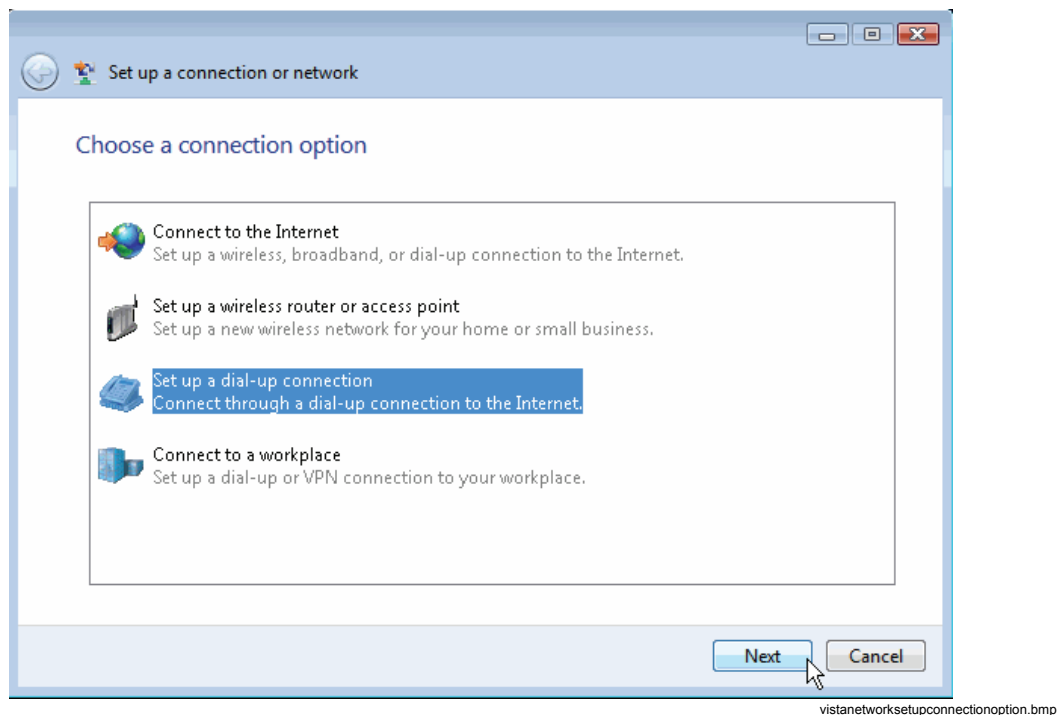 Set up a connection or network
Choose a connection option
Connect to the Internet
Set up a wireless, broadband, or dial-up connection to the Internet.
Set up a wireless router or access point
Set up a new wireless network for your home or small business.
Set up a dial-up connection
Connect through a dial-up connection to the Internet.
Connect to a workplace
Set up a dial-up or VPN connection to your workplace.
Next
Cancel
vistanetworksetupconnectionoption.bmp